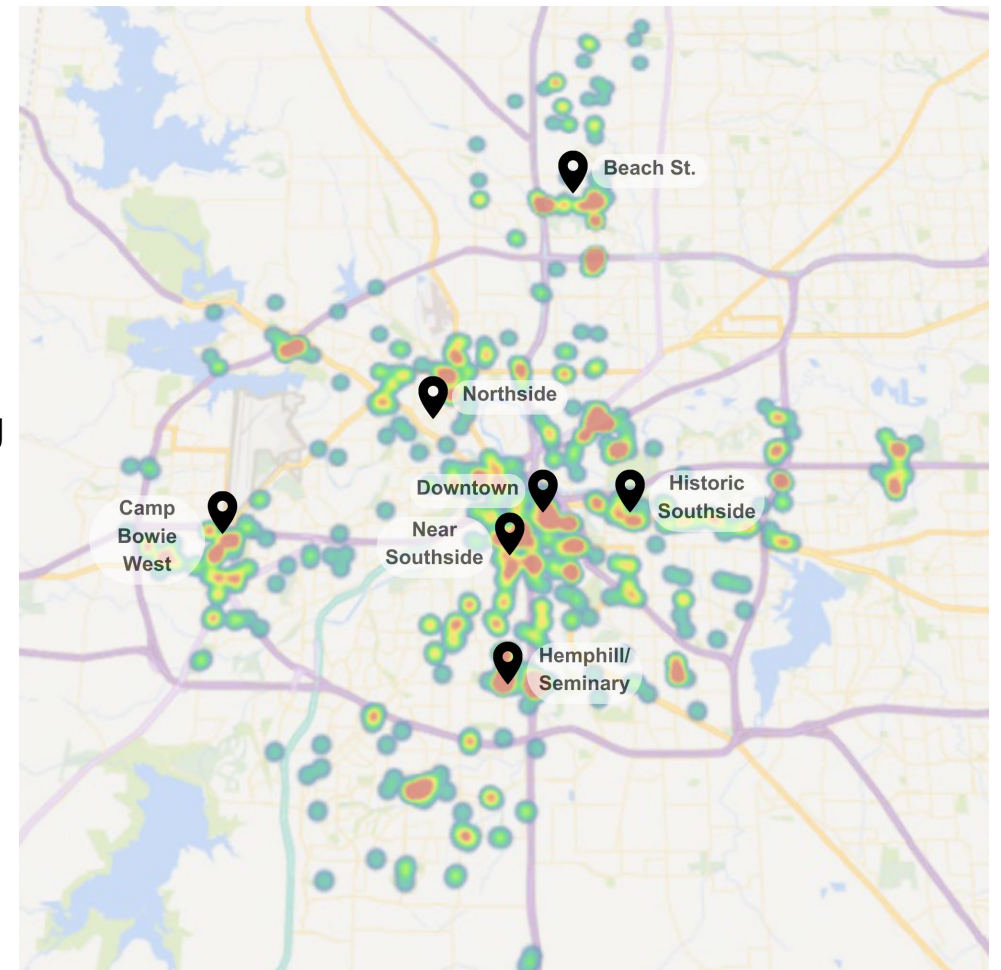 Beach St.
Northside
Downtown
Historic
Southside
Camp
Bowie
West
Near
Southside
Hemphill/
Seminary